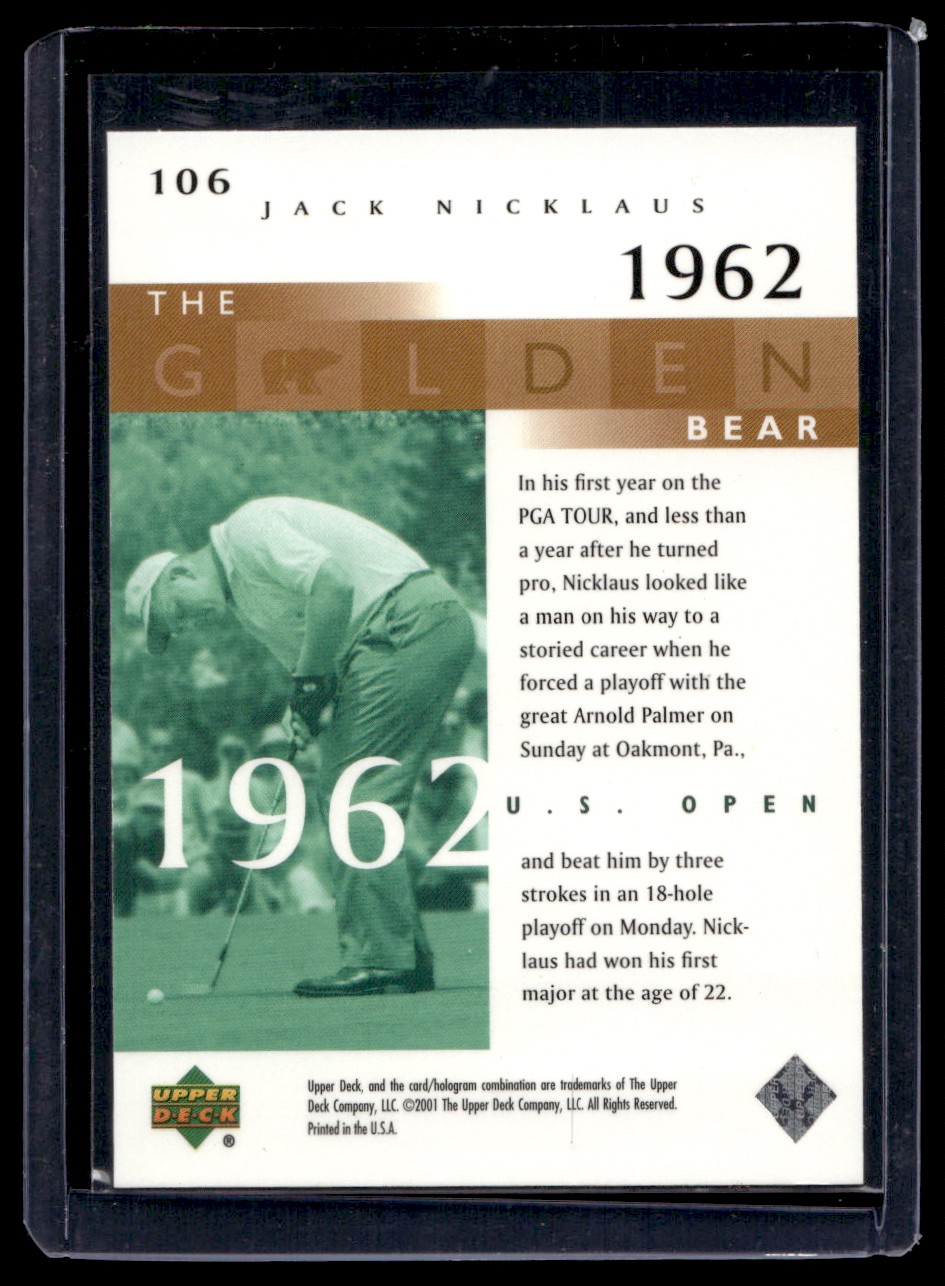 106
JACK NICKLAUS
1962
THE
GOLDEN
BEAR
In his first year on the
PGA TOUR, and less than
a year after he turned
pro, Nicklaus looked like
a man on his way to a
storied career when he
forced a playoff with the
great Arnold Palmer on
Sunday at Oakmont, Pa.,
1962
U.S. OPEN
and beat him by three
strokes in an 18-hole
playoff on Monday. Nick-
laus had won his first
major at the age of 22.
UPPER
DECK
®
Upper Deck, and the card/hologram combination are trademarks of The Upper
Deck Company, LLC. ©2001 The Upper Deck Company, LLC. All Rights Reserved.
Printed in the U.S.A.